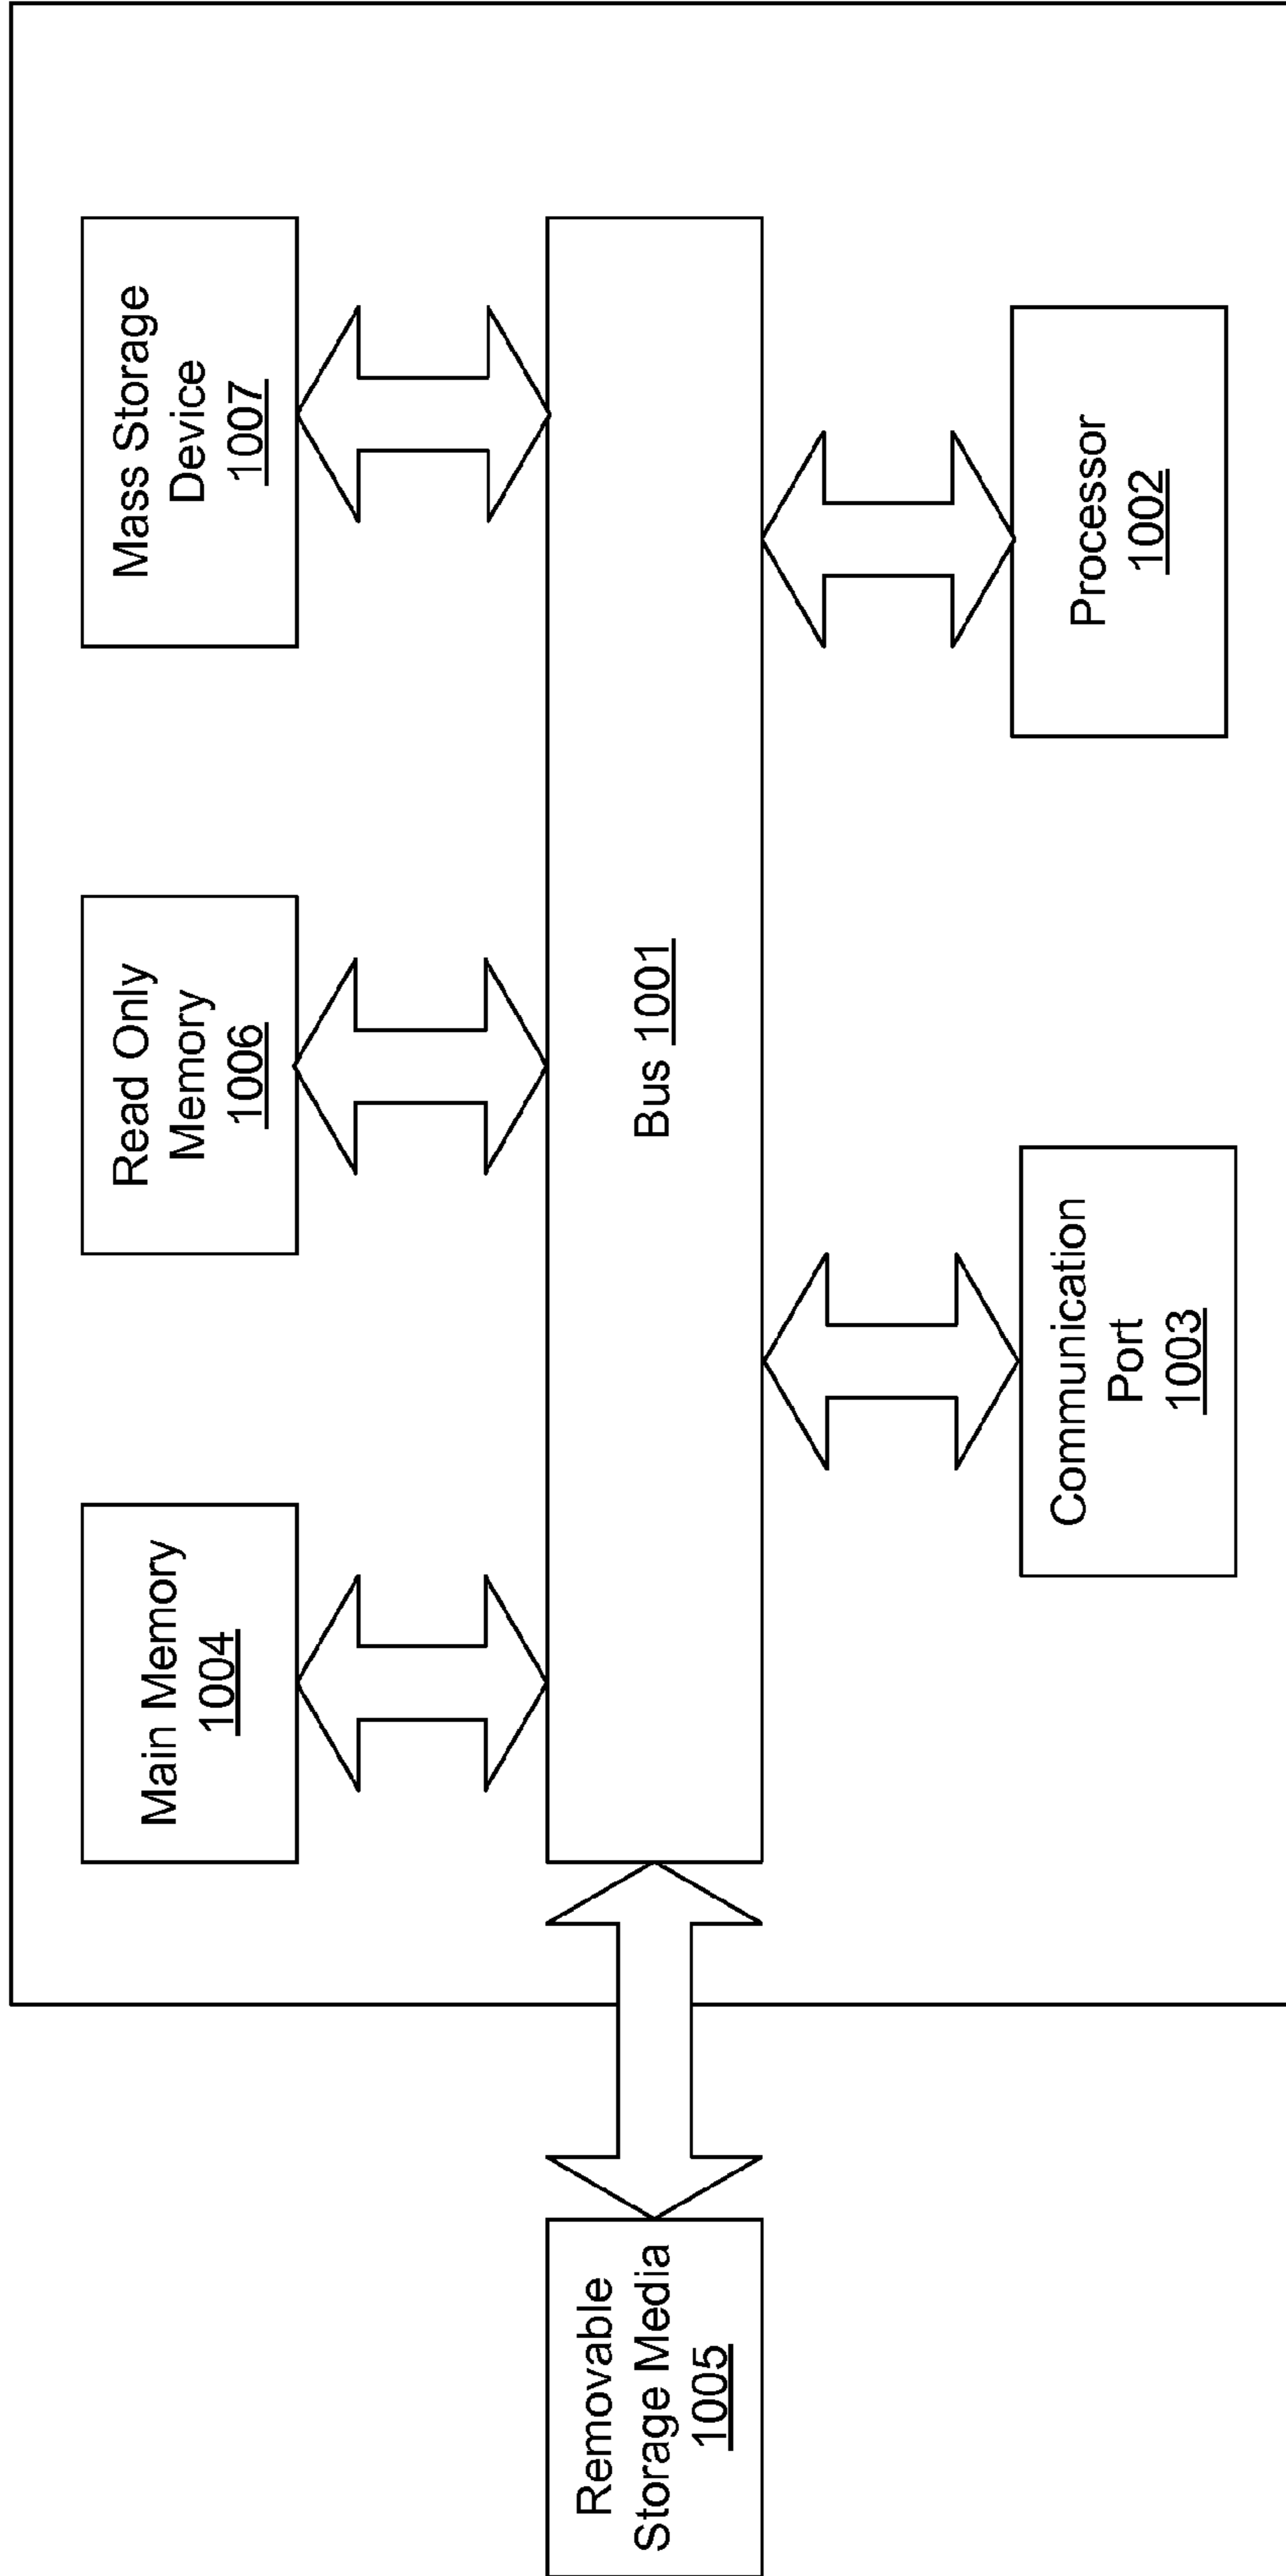 Main Memory
1004
Read Only
Memory
1006
Mass Storage
Device
1007
Removable
Storage Media
1005
Bus 1001
Communication
Port
1003
Processor
1002